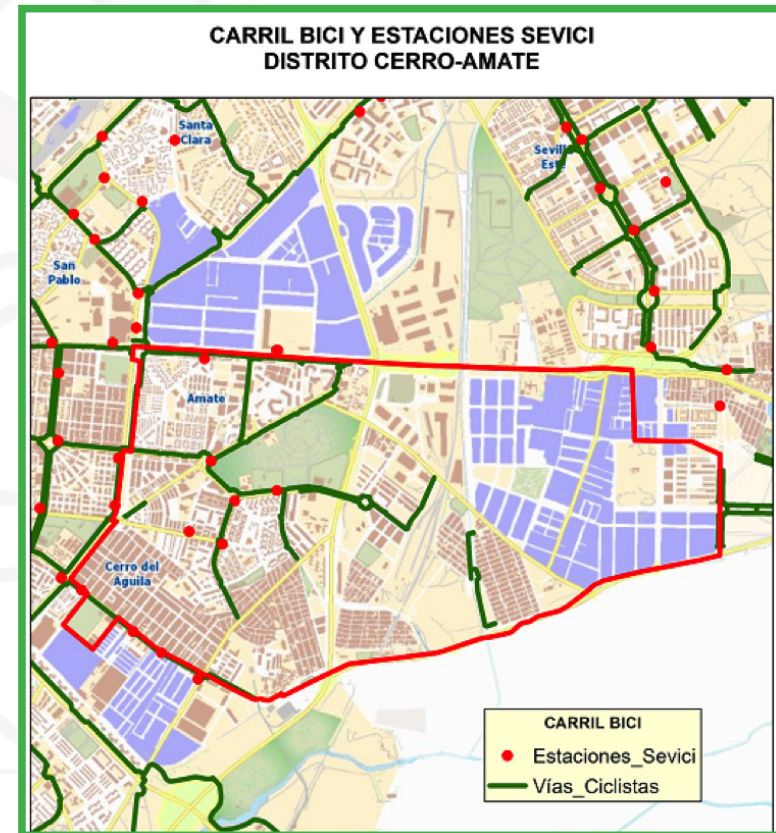 CARRIL BICI Y ESTACIONES SEVICI
DISTRITO CERRO-AMATE
Santa
Clara
Sevilla
Este
San
Pablo
Amate
Cerro del
Aguila
CARRIL BICI
Estaciones_Sevici
Vías_Ciclistas